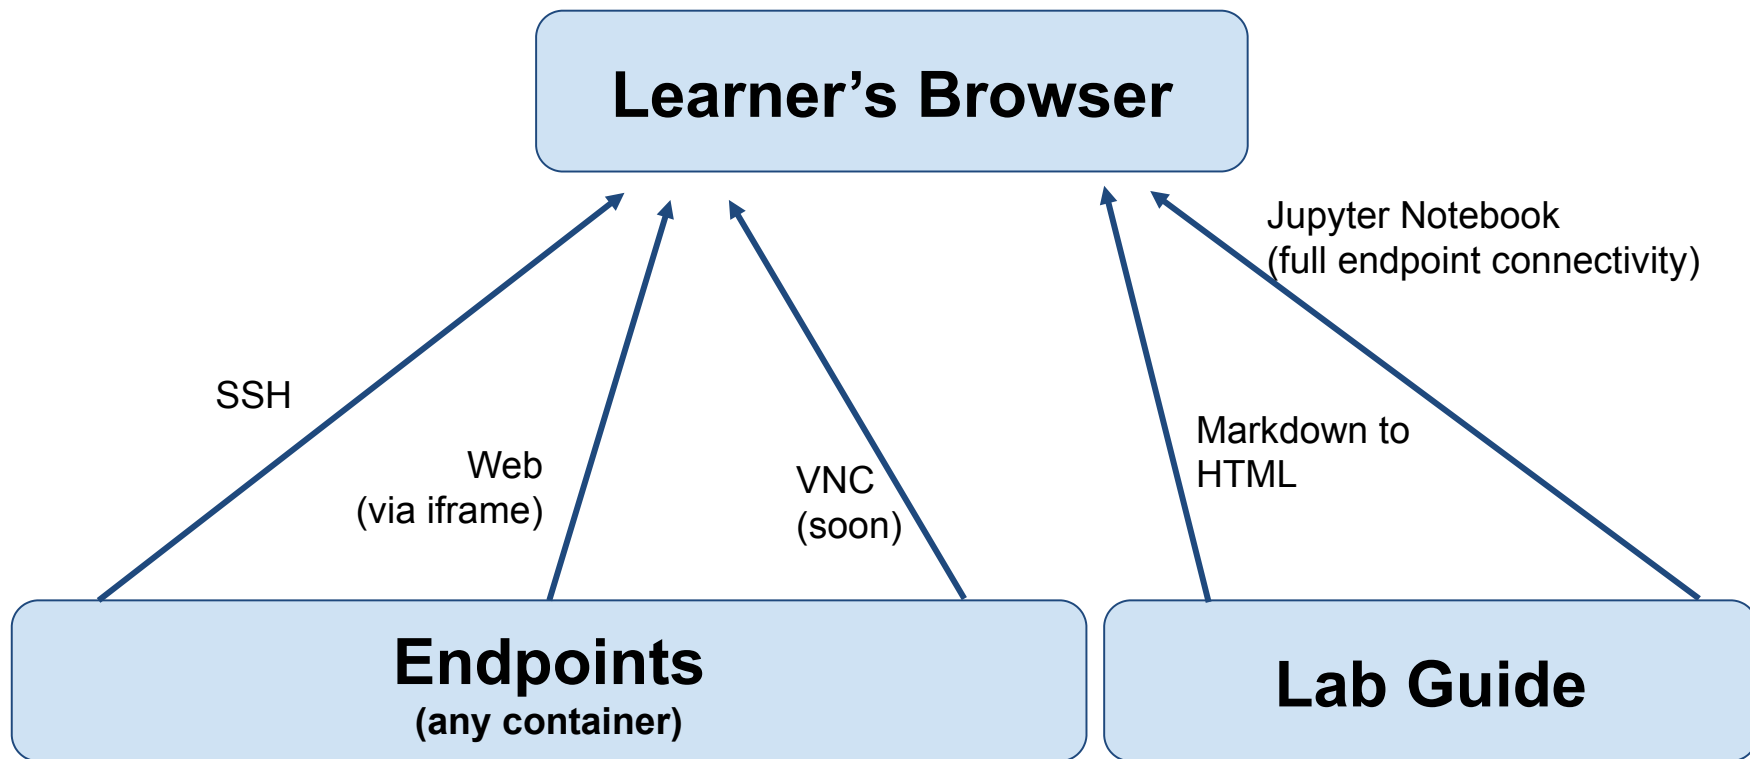 Learner’s Browser
Jupyter Notebook
(full endpoint connectivity)
SSH
Web
(via iframe)
VNC
(soon)
Markdown to
HTML
Endpoints
(any container)
Lab Guide